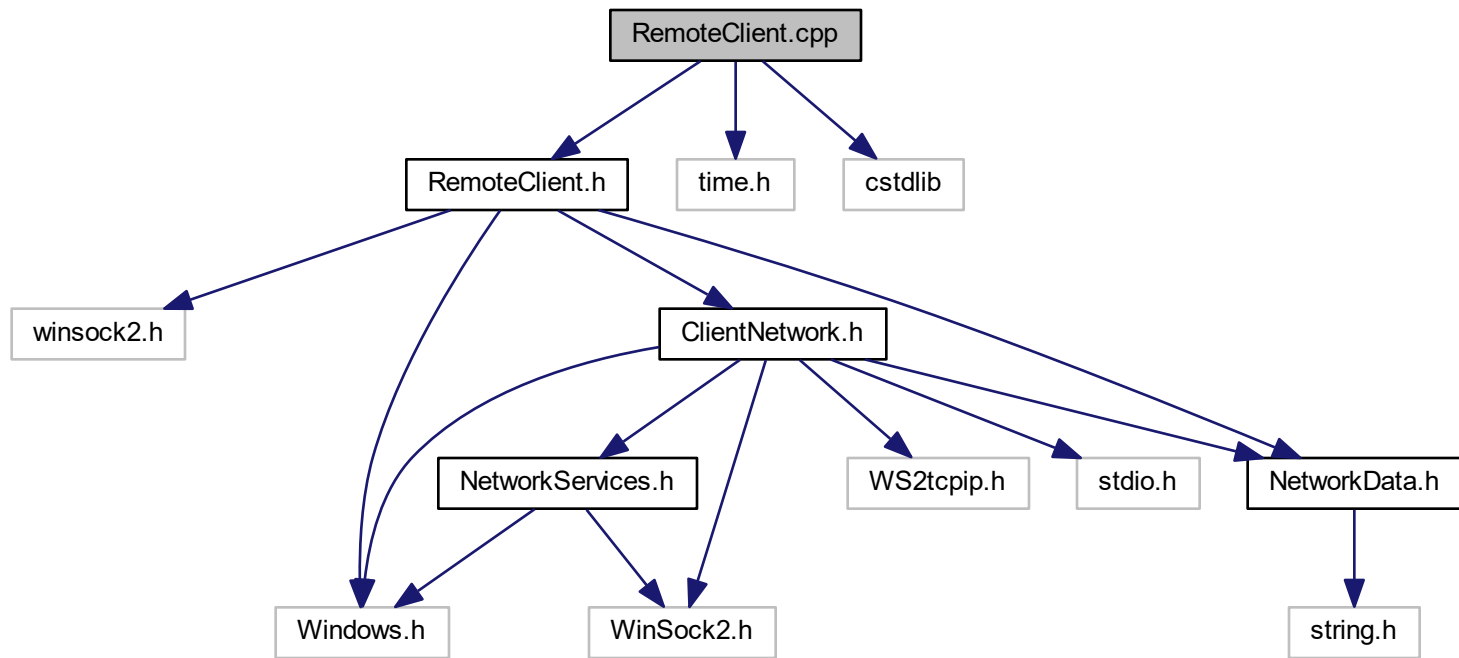 RemoteClient.cpp
RemoteClient.h
time.h
cstdlib
winsock2.h
ClientNetwork.h
NetworkServices.h
WS2tcpip.h
stdio.h
NetworkData.h
Windows.h
WinSock2.h
string.h